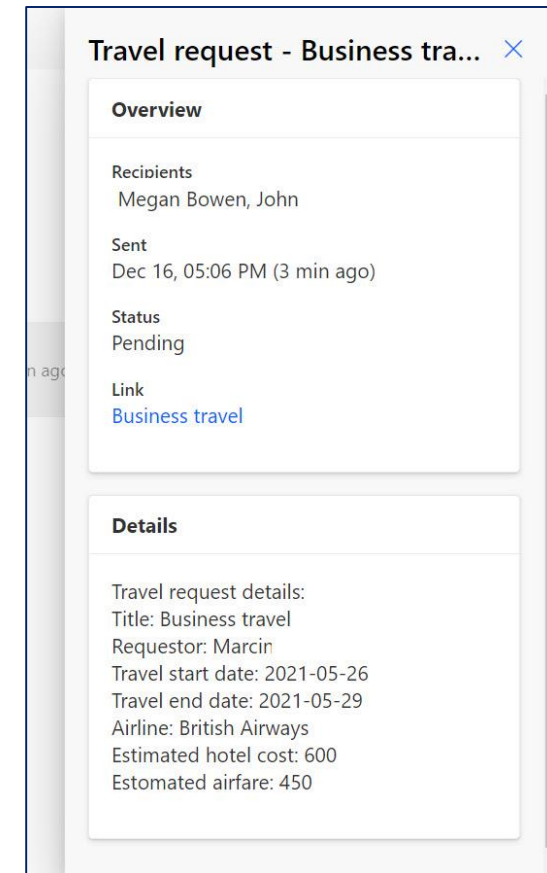 Travel request - Business tra...
Overview
Recipients
Megan Bowen, John
Sent
Dec 16, 05:06 PM (3 min ago)
Status
Pending
n ago
Link
Business travel
Details
Travel request details:
Title: Business travel
Requestor: Marcin
Travel start date: 2021-05-26
Travel end date: 2021-05-29
Airline: British Airways
Estimated hotel cost: 600
Estomated airfare: 450